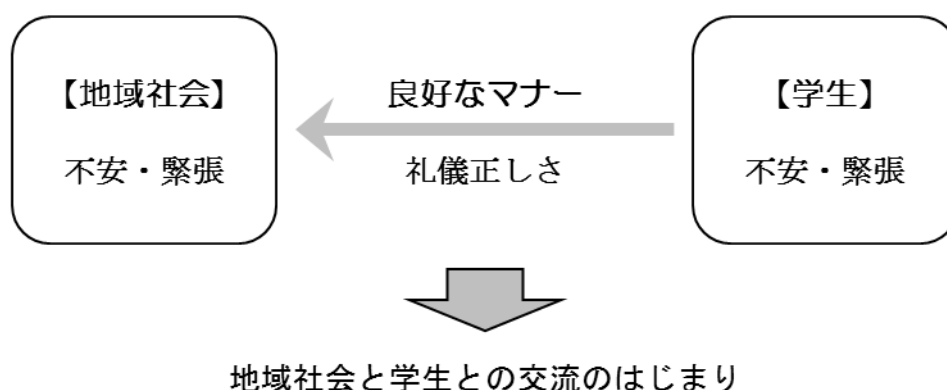 【地域社会】
不安・緊張
良好なマナー
礼儀正しさ
【学生】
不安・緊張
地域社会と学生との交流のはじまり